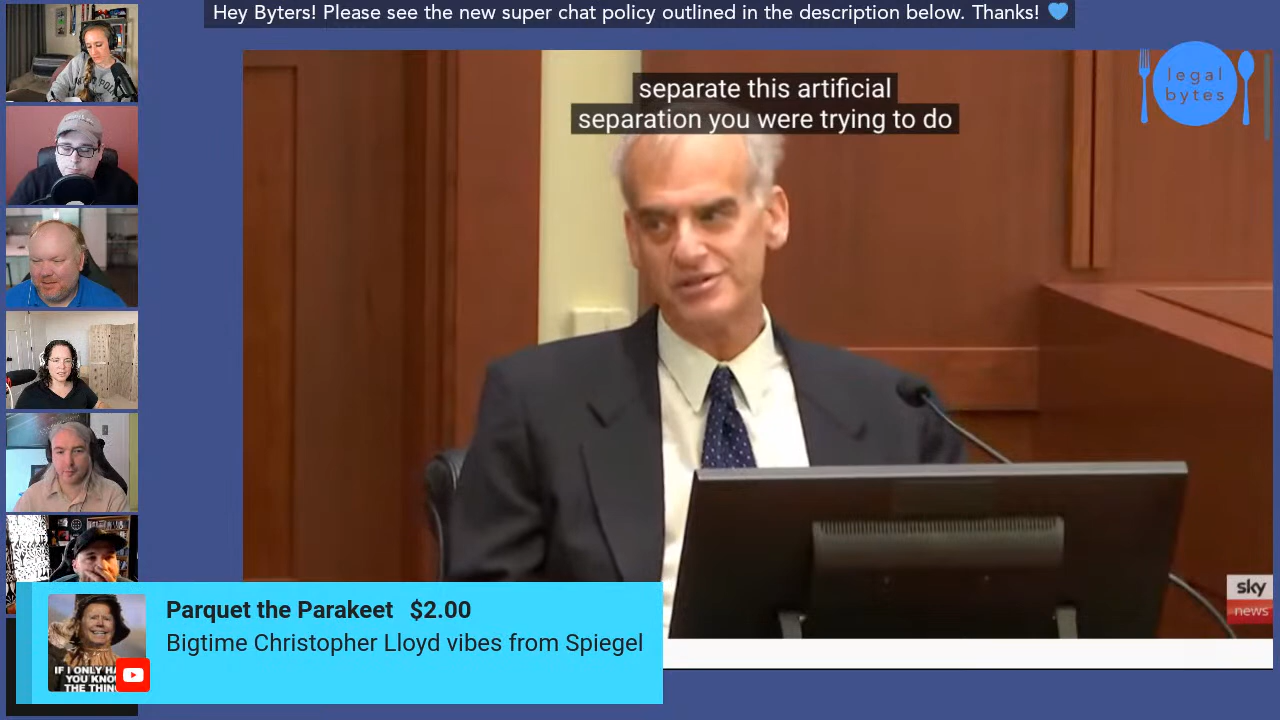 Hey Byters! Please see the new super chat policy outlined in the description below. Thanks! 💙
legal
bytes
separate this artificial
separation you were trying to do
sky
news
Parquet the Parakeet $2.00
Bigtime Christopher Lloyd vibes from Spiegel
IF I ONLY HA
YOU KNO
THE THIN